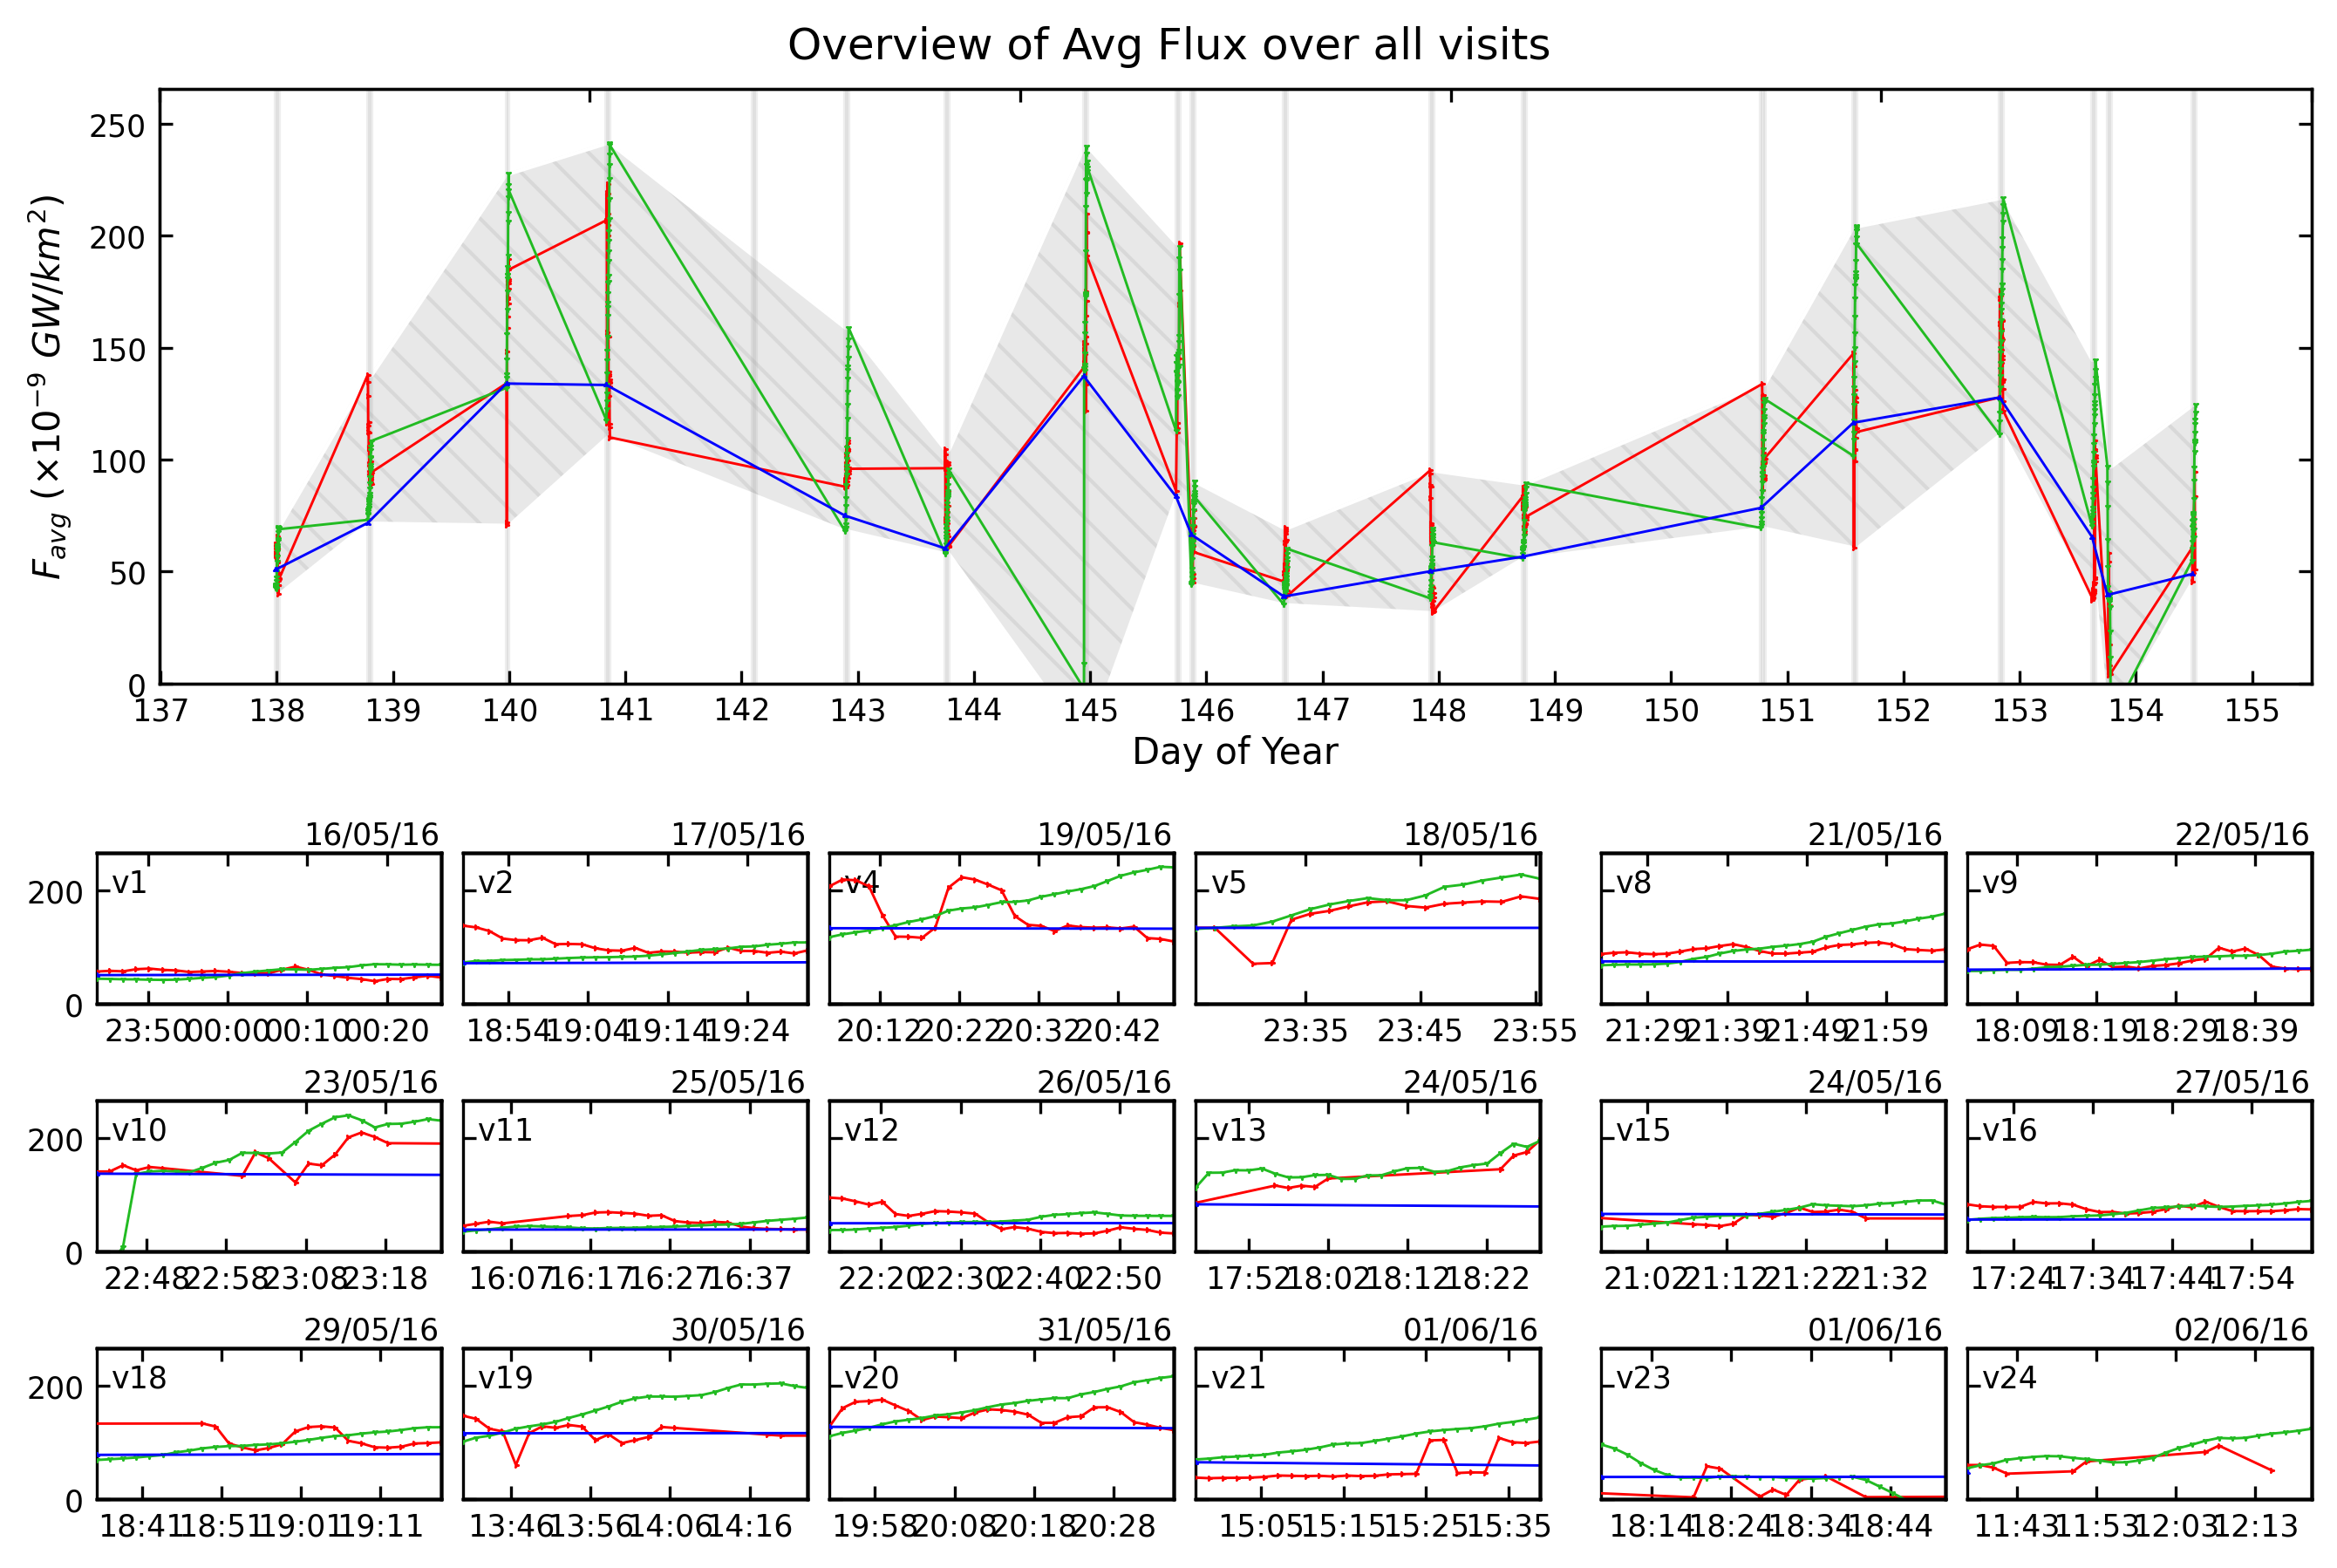 Overview of Avg Flux over all visits
250
200
150
100
50
0
F_avg (×10^−9 GW/km^2)
137 138 139 140 141 142 143 144 145 146 147 148 149 150 151 152 153 154 155
Day of Year
16/05/16 17/05/16 19/05/16 18/05/16 21/05/16 22/05/16
v1 v2 v4 v5 v8 v9
200
0
23:50 00:00 00:10 00:20 18:54 19:04 19:14 19:24 20:12 20:22 20:32 20:42 23:35 23:45 23:55 21:29 21:39 21:49 21:59 18:09 18:19 18:29 18:39
23/05/16 25/05/16 26/05/16 24/05/16 24/05/16 27/05/16
v10 v11 v12 v13 v15 v16
200
0
22:48 22:58 23:08 23:18 16:07 16:17 16:27 16:37 22:20 22:30 22:40 22:50 17:52 18:02 18:12 18:22 21:02 21:12 21:22 21:32 17:24 17:34 17:44 17:54
29/05/16 30/05/16 31/05/16 01/06/16 01/06/16 02/06/16
v18 v19 v20 v21 v23 v24
200
0
18:41 18:51 19:01 19:11 13:46 13:56 14:06 14:16 19:58 20:08 20:18 20:28 15:05 15:15 15:25 15:35 18:14 18:24 18:34 18:44 11:43 11:53 12:03 12:13